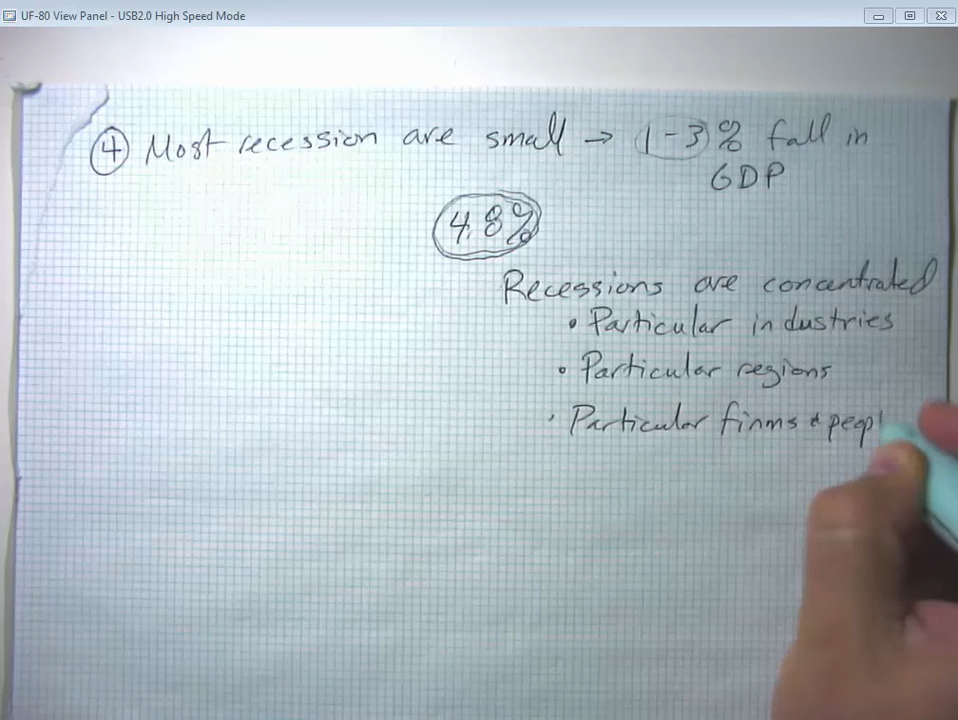 UF-80 View Panel - USB2.0 High Speed Mode
④ Most recession are small → 1-3% fall in
GDP
4.8%
Recessions are concentrated
• Particular industries
• Particular regions
• Particular firms + peopl